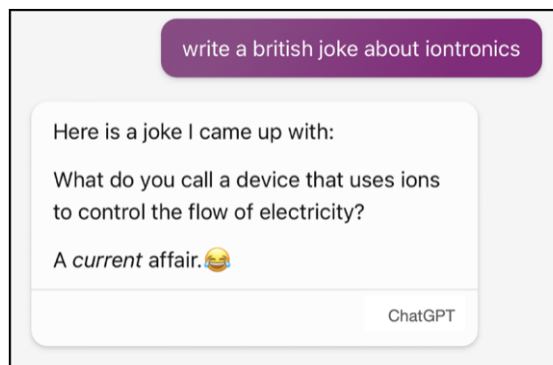 write a british joke about iontronics
Here is a joke I came up with:
What do you call a device that uses ions
to control the flow of electricity?
A current affair.😂
ChatGPT